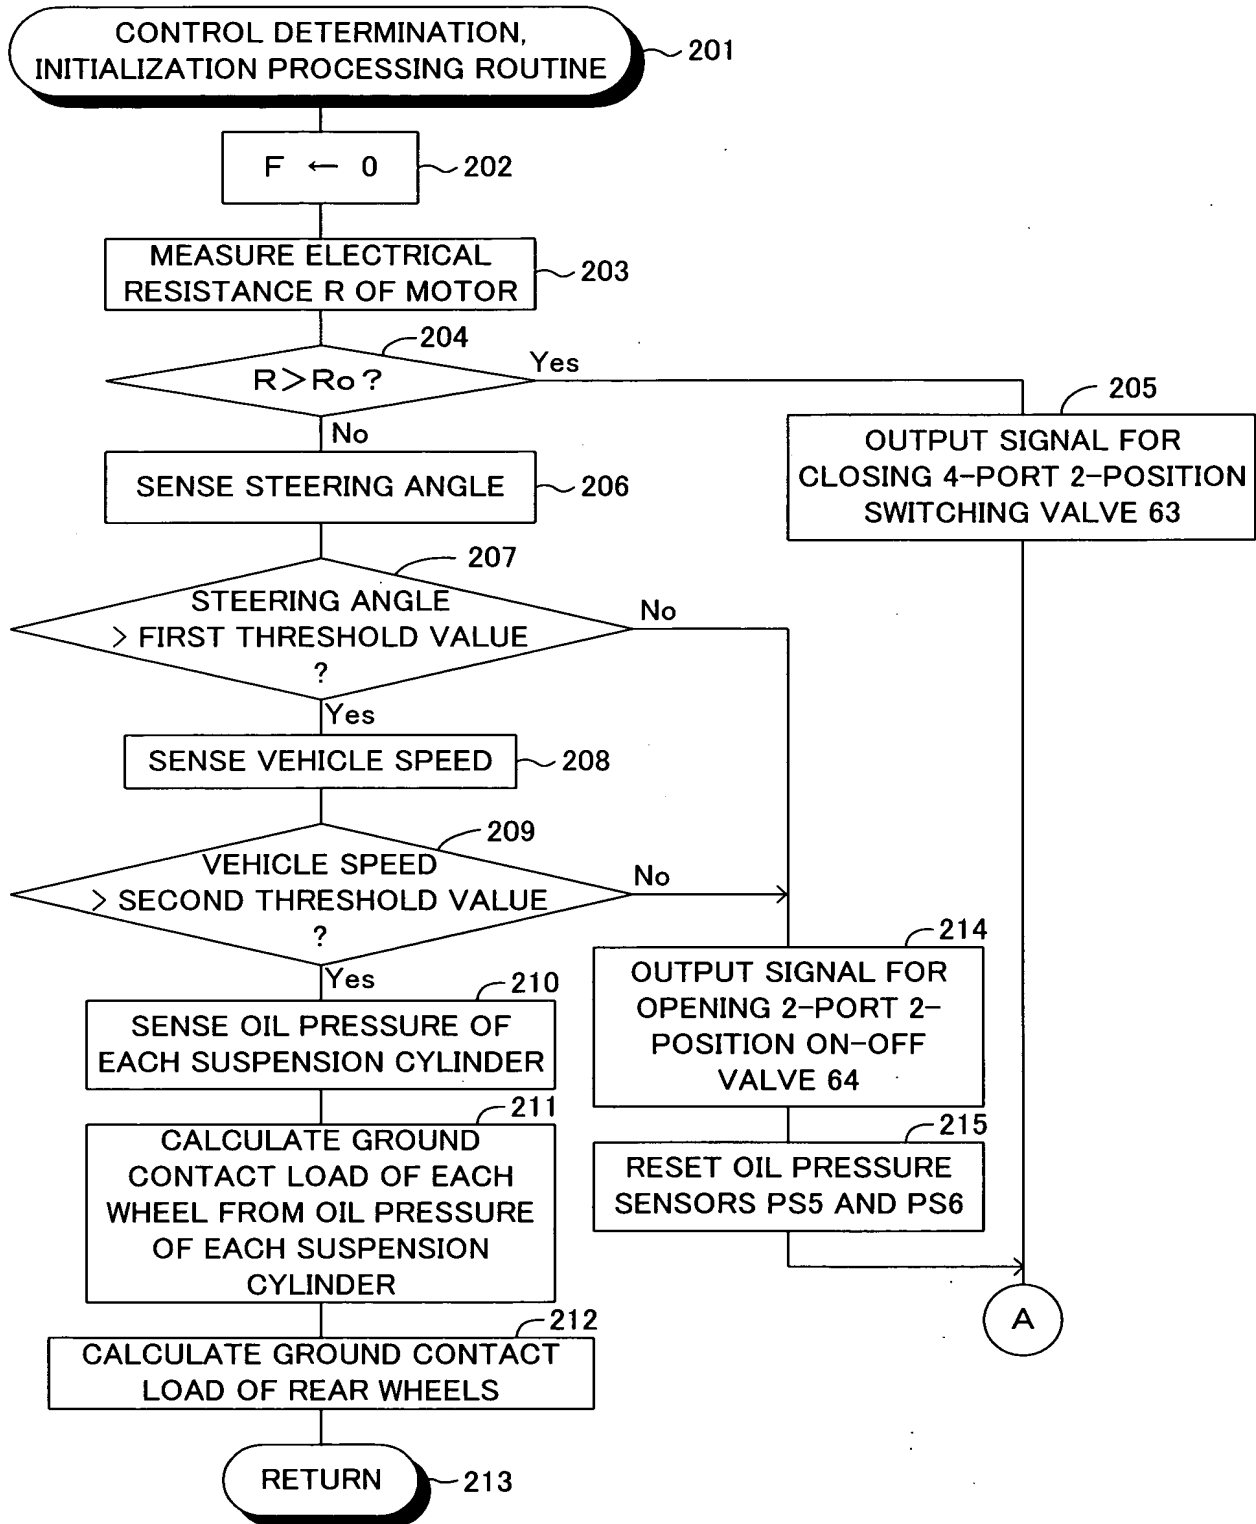 CONTROL DETERMINATION,
INITIALIZATION PROCESSING ROUTINE
201
F ← 0
202
MEASURE ELECTRICAL
RESISTANCE R OF MOTOR
203
204
R>Ro?
Yes
No
205
OUTPUT SIGNAL FOR
CLOSING 4-PORT 2-POSITION
SWITCHING VALVE 63
SENSE STEERING ANGLE
206
207
STEERING ANGLE
> FIRST THRESHOLD VALUE
?
No
Yes
SENSE VEHICLE SPEED
208
209
VEHICLE SPEED
> SECOND THRESHOLD VALUE
?
No
Yes
210
SENSE OIL PRESSURE OF
EACH SUSPENSION CYLINDER
214
OUTPUT SIGNAL FOR
OPENING 2-PORT 2-
POSITION ON-OFF
VALVE 64
211
CALCULATE GROUND
CONTACT LOAD OF EACH
WHEEL FROM OIL PRESSURE
OF EACH SUSPENSION
CYLINDER
215
RESET OIL PRESSURE
SENSORS PS5 AND PS6
A
212
CALCULATE GROUND CONTACT
LOAD OF REAR WHEELS
RETURN
213